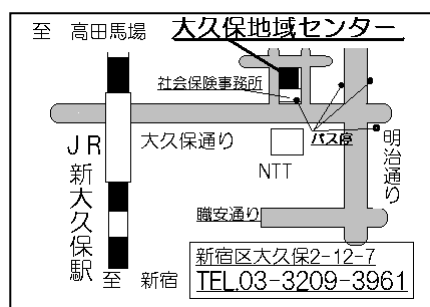 至 高田馬場
大久保地域センター
社会保険事務所
JR
新大久保駅
大久保通り
バス停
明治通り
NTT
職安通り
至 新宿
新宿区大久保2-12-7
TEL.03-3209-3961